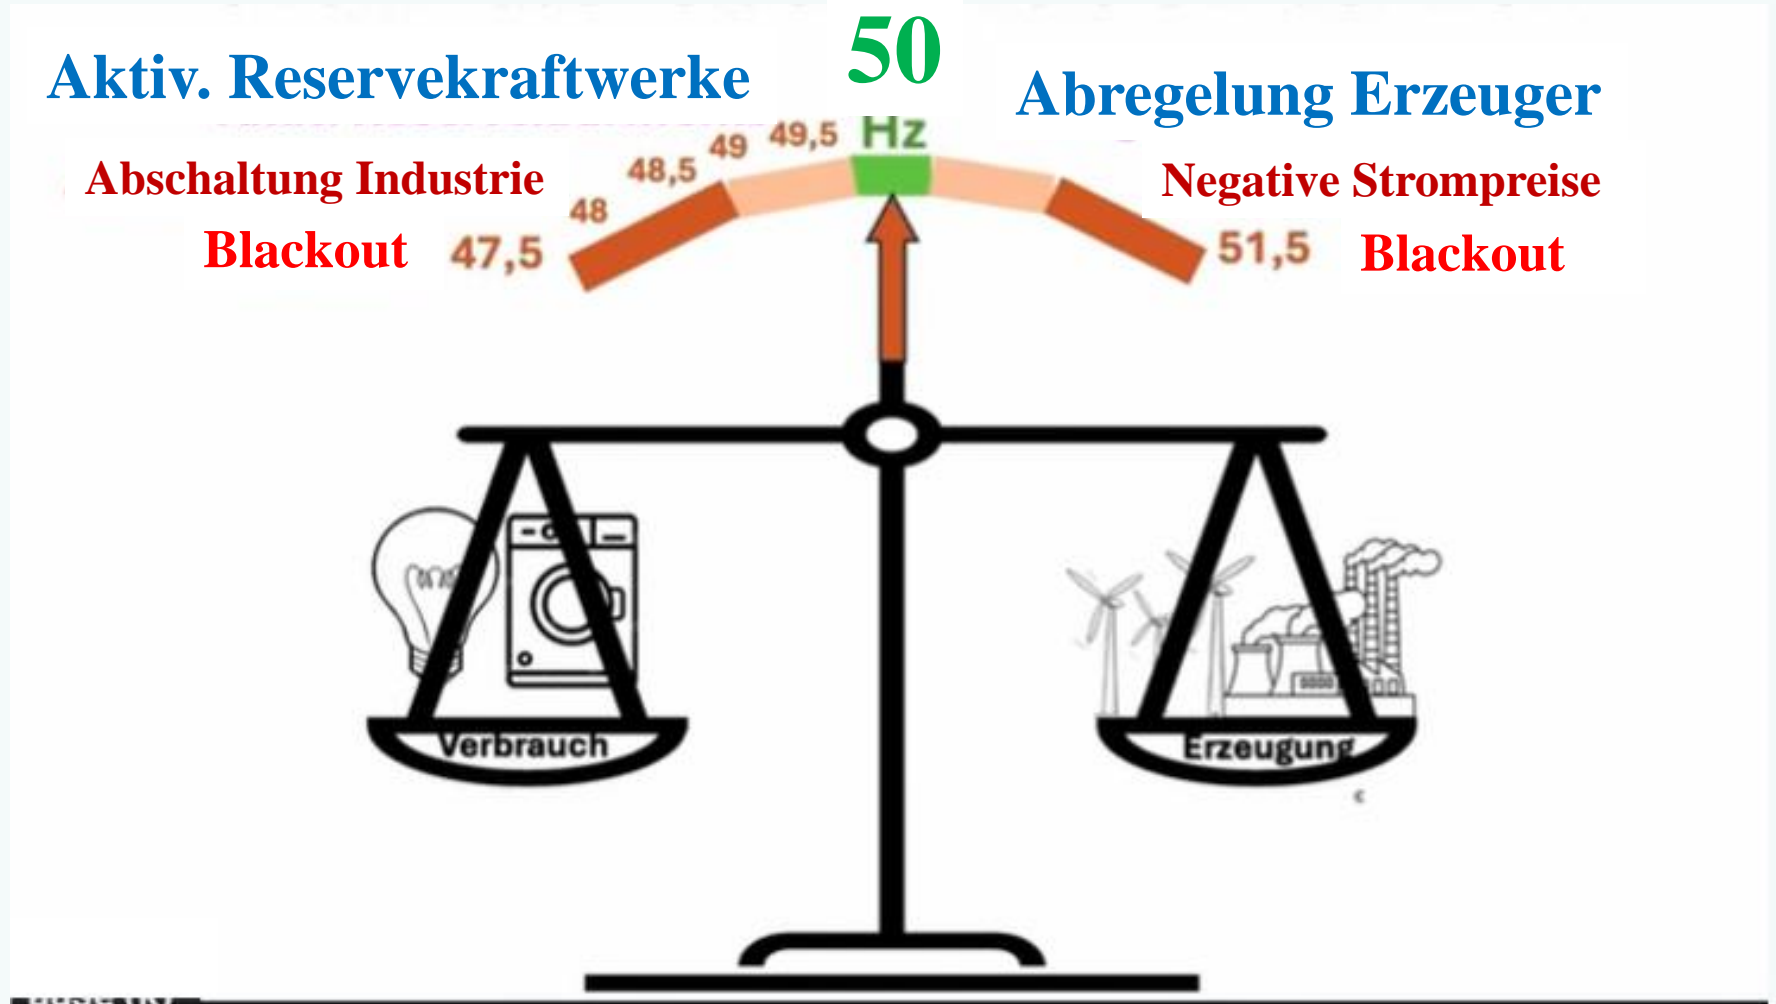 50
Aktiv. Reservekraftwerke
Abregelung Erzeuger
Hz
49,5
49
48,5
48
Abschaltung Industrie
Negative Strompreise
Blackout
47,5
51,5
Blackout
Verbrauch
Erzeugung